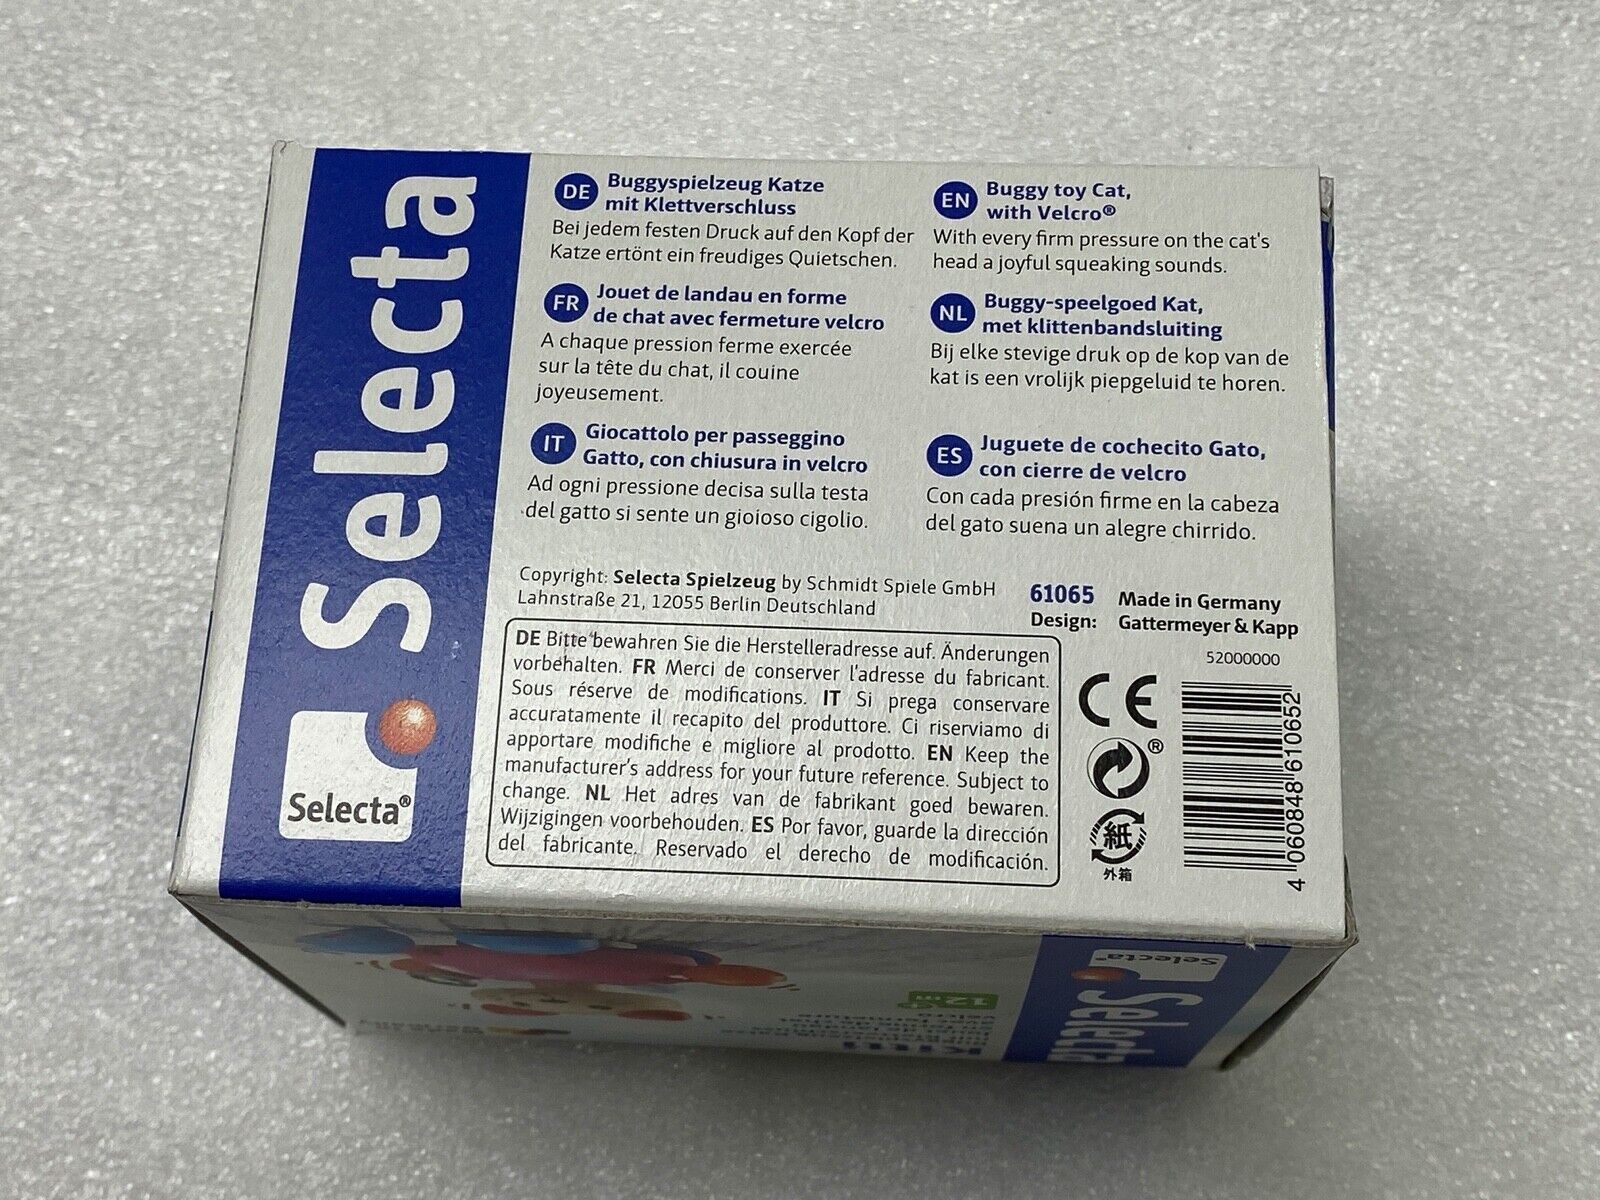 Selecta
Selecta®
DE
Buggyspielzeug Katze
mit Klettverschluss
Bei jedem festen Druck auf den Kopf der
Katze ertönt ein freudiges Quietschen.
EN
Buggy toy Cat,
with Velcro®
With every firm pressure on the cat's
head a joyful squeaking sounds.
FR
Jouet de landau en forme
de chat avec fermeture velcro
A chaque pression ferme exercée
sur la tête du chat, il couine
joyeusement.
NL
Buggy-speelgoed Kat,
met klittenbandsluiting
Bij elke stevige druk op de kop van de
kat is een vrolijk piepgeluid te horen.
IT
Giocattolo per passeggino
Gatto, con chiusura in velcro
Ad ogni pressione decisa sulla testa
del gatto si sente un gioioso cigolio.
ES
Juguete de cochecito Gato,
con cierre de velcro
Con cada presión firme en la cabeza
del gato suena un alegre chirrido.
Copyright: Selecta Spielzeug by Schmidt Spiele GmbH
Lahnstraße 21, 12055 Berlin Deutschland
61065 Made in Germany
Design: Gattermeyer & Kapp
52000000
DE Bitte bewahren Sie die Herstelleradresse auf. Änderungen
vorbehalten. FR Merci de conserver l'adresse du fabricant.
Sous réserve de modifications. IT Si prega conservare
accuratamente il recapito del produttore. Ci riserviamo di
apportare modifiche e migliore al prodotto. EN Keep the
manufacturer's address for your future reference. Subject to
change. NL Het adres van de fabrikant goed bewaren.
Wijzigingen voorbehouden. ES Por favor, guarde la dirección
del fabricante. Reservado el derecho de modificación.
CE
®
紙
外箱
4 060848 610652
Selecta
Selecta
12m
velcro